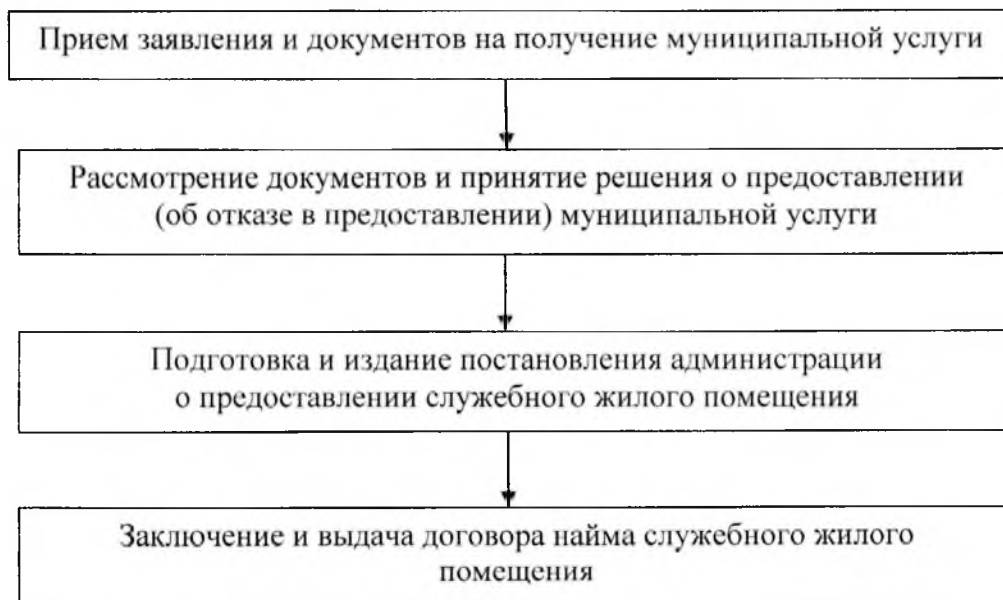 Прием заявления и документов на получение муниципальной услуги
Рассмотрение документов и принятие решения о предоставлении
(об отказе в предоставлении) муниципальной услуги
Подготовка и издание постановления администрации
о предоставлении служебного жилого помещения
Заключение и выдача договора найма служебного жилого
помещения